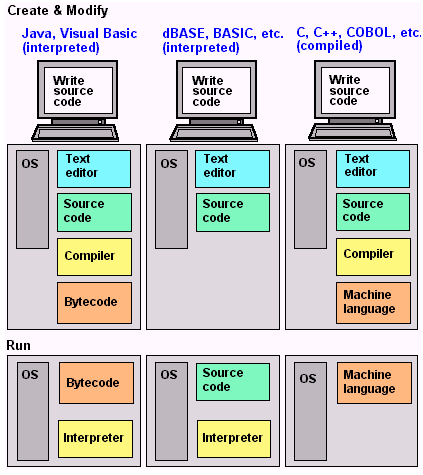 Create & Modify
Java, Visual Basic
(interpreted)
dBASE, BASIC, etc.
(interpreted)
C, C++, COBOL, etc.
(compiled)
Write
source
code
Write
source
code
Write
source
code
OS
Text
editor
Source
code
Compiler
Bytecode
OS
Text
editor
Source
code
OS
Text
editor
Source
code
Compiler
Machine
language
Run
OS
Bytecode
Interpreter
OS
Source
code
Interpreter
OS
Machine
language